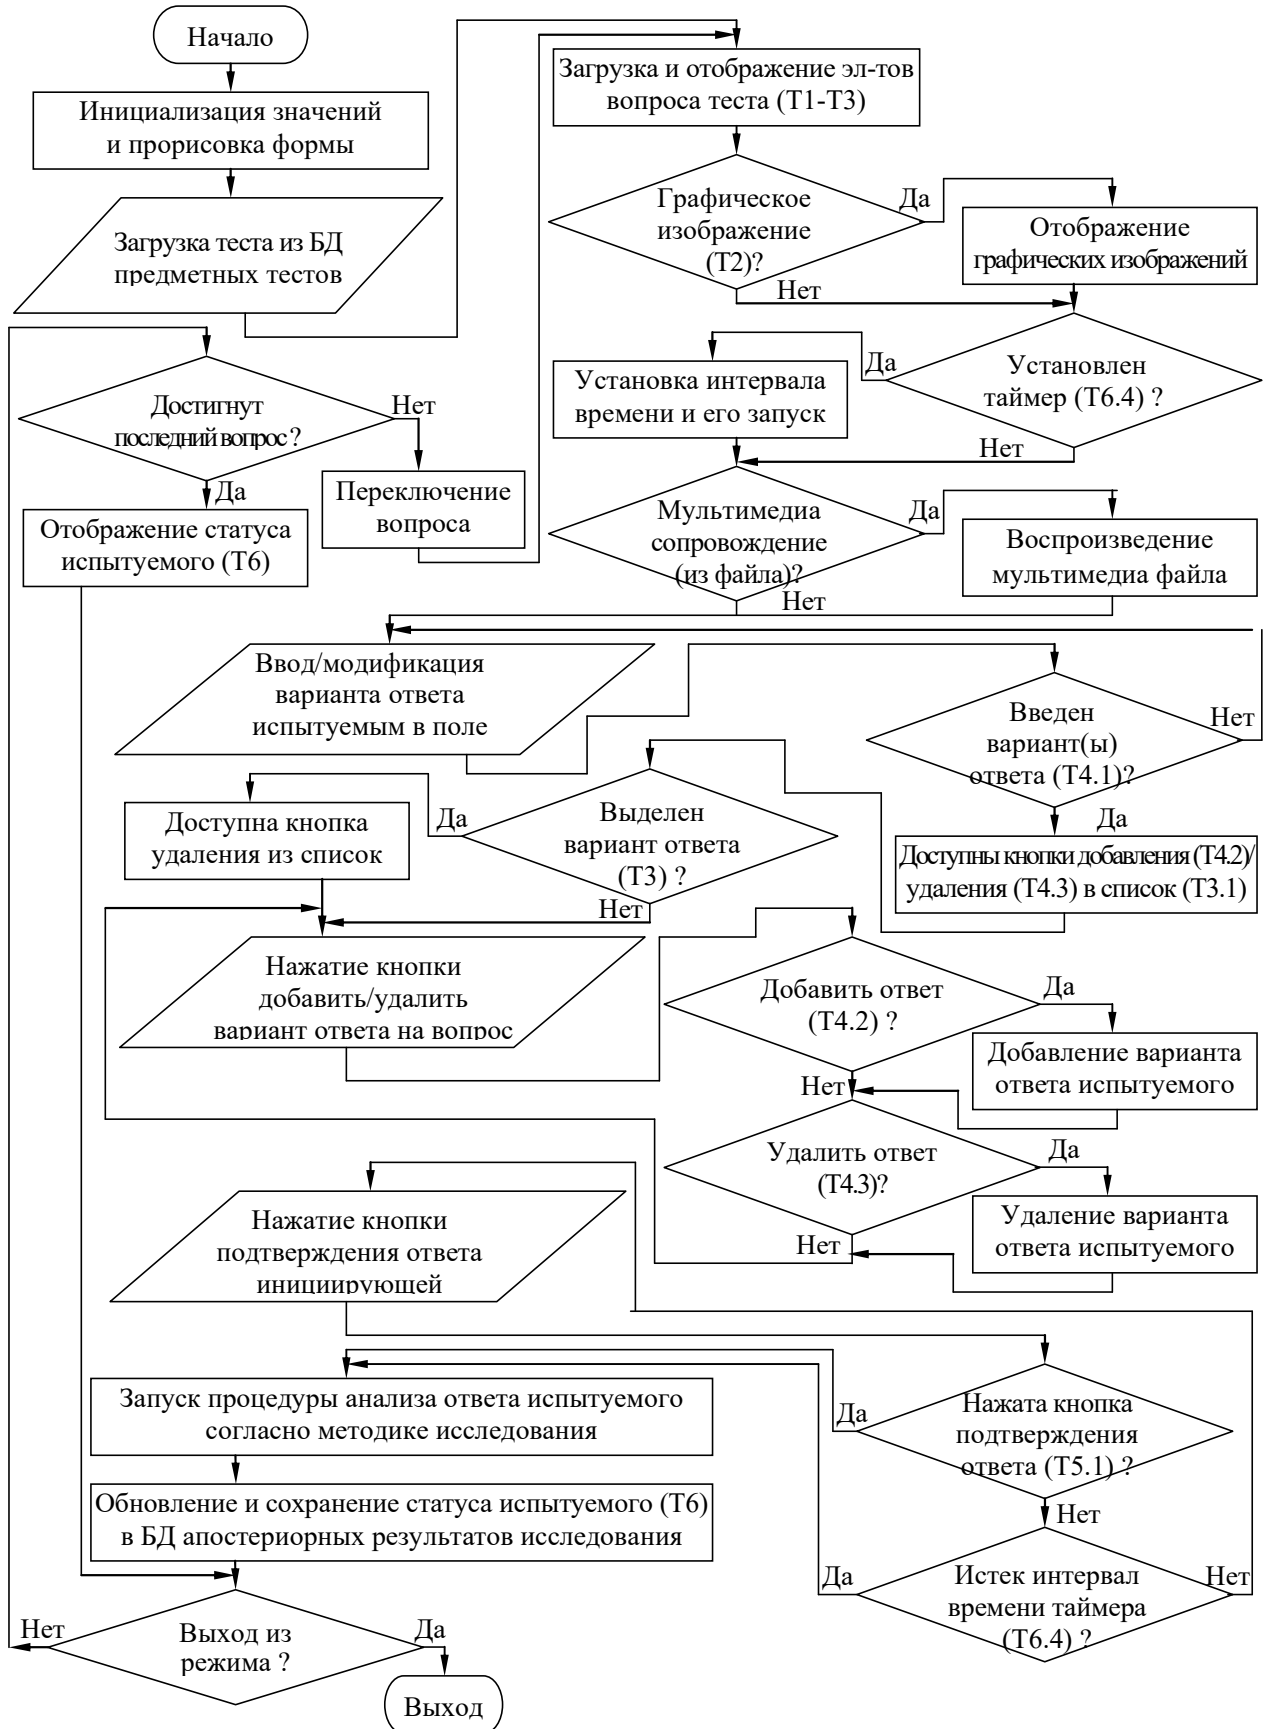 Начало
Инициализация значений
и прорисовка формы
Загрузка теста из БД
предметных тестов
Загрузка и отображение эл-тов
вопроса теста (Т1-Т3)
Графическое
изображение
(Т2)?
Да
Отображение
графических изображений
Нет
Установлен
таймер (Т6.4) ?
Да
Установка интервала
времени и его запуск
Нет
Достигнут
последний вопрос ?
Нет
Переключение
вопроса
Да
Отображение статуса
испытуемого (Т6)
Мультимедиа
сопровождение
(из файла)?
Да
Воспроизведение
мультимедиа файла
Нет
Ввод/модификация
варианта ответа
испытуемым в поле
Введен
вариант(ы)
ответа (Т4.1)?
Нет
Да
Доступны кнопки добавления (Т4.2)/
удаления (Т4.3) в список (Т3.1)
Выделен
вариант ответа
(Т3) ?
Да
Доступна кнопка
удаления из список
Нет
Нажатие кнопки
добавить/удалить
вариант ответа на вопрос
Добавить ответ
(Т4.2) ?
Да
Добавление варианта
ответа испытуемого
Нет
Удалить ответ
(Т4.3)?
Да
Удаление варианта
ответа испытуемого
Нет
Нажатие кнопки
подтверждения ответа
инициирующей
Нажата кнопка
подтверждения
ответа (Т5.1) ?
Да
Запуск процедуры анализа ответа испытуемого
согласно методике исследования
Нет
Обновление и сохранение статуса испытуемого (Т6)
в БД апостериорных результатов исследования
Истек интервал
времени таймера
(Т6.4) ?
Да
Нет
Выход из
режима ?
Нет
Да
Выход